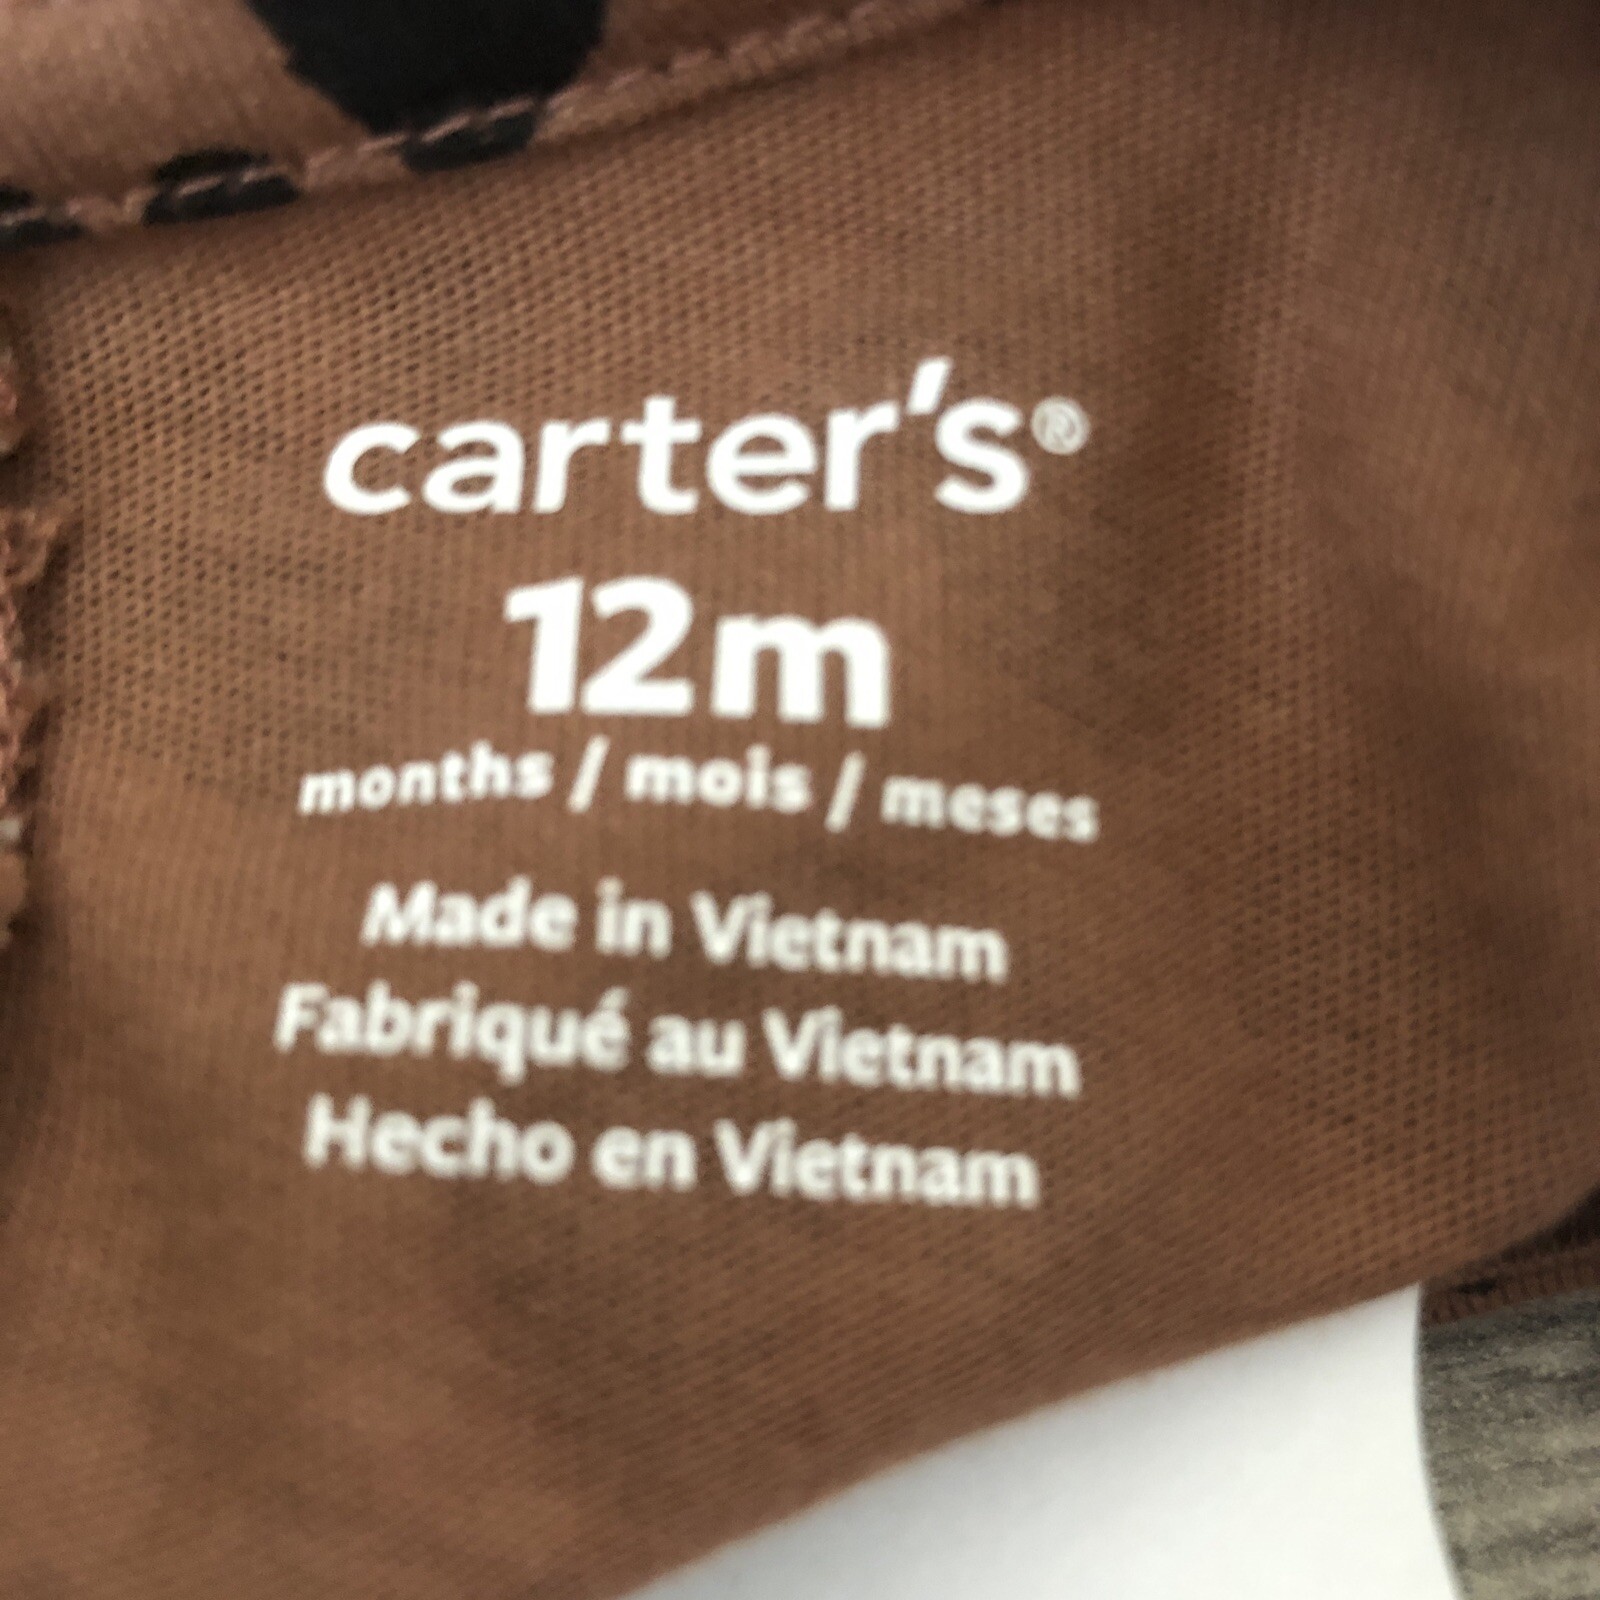 carter's®
12m
months / mois / meses
Made in Vietnam
Fabriqué au Vietnam
Hecho en Vietnam